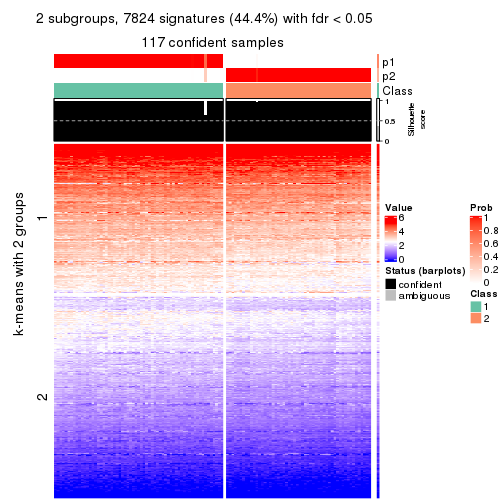 2 subgroups, 7824 signatures (44.4%) with fdr < 0.05
117 confident samples
p1
p2
Class
1
0.5
0
Silhouette
score
k-means with 2 groups
1
2
Value
6
4
2
0
Status (barplots)
confident
ambiguous
Prob
1
0.8
0.6
0.4
0.2
0
Class
1
2